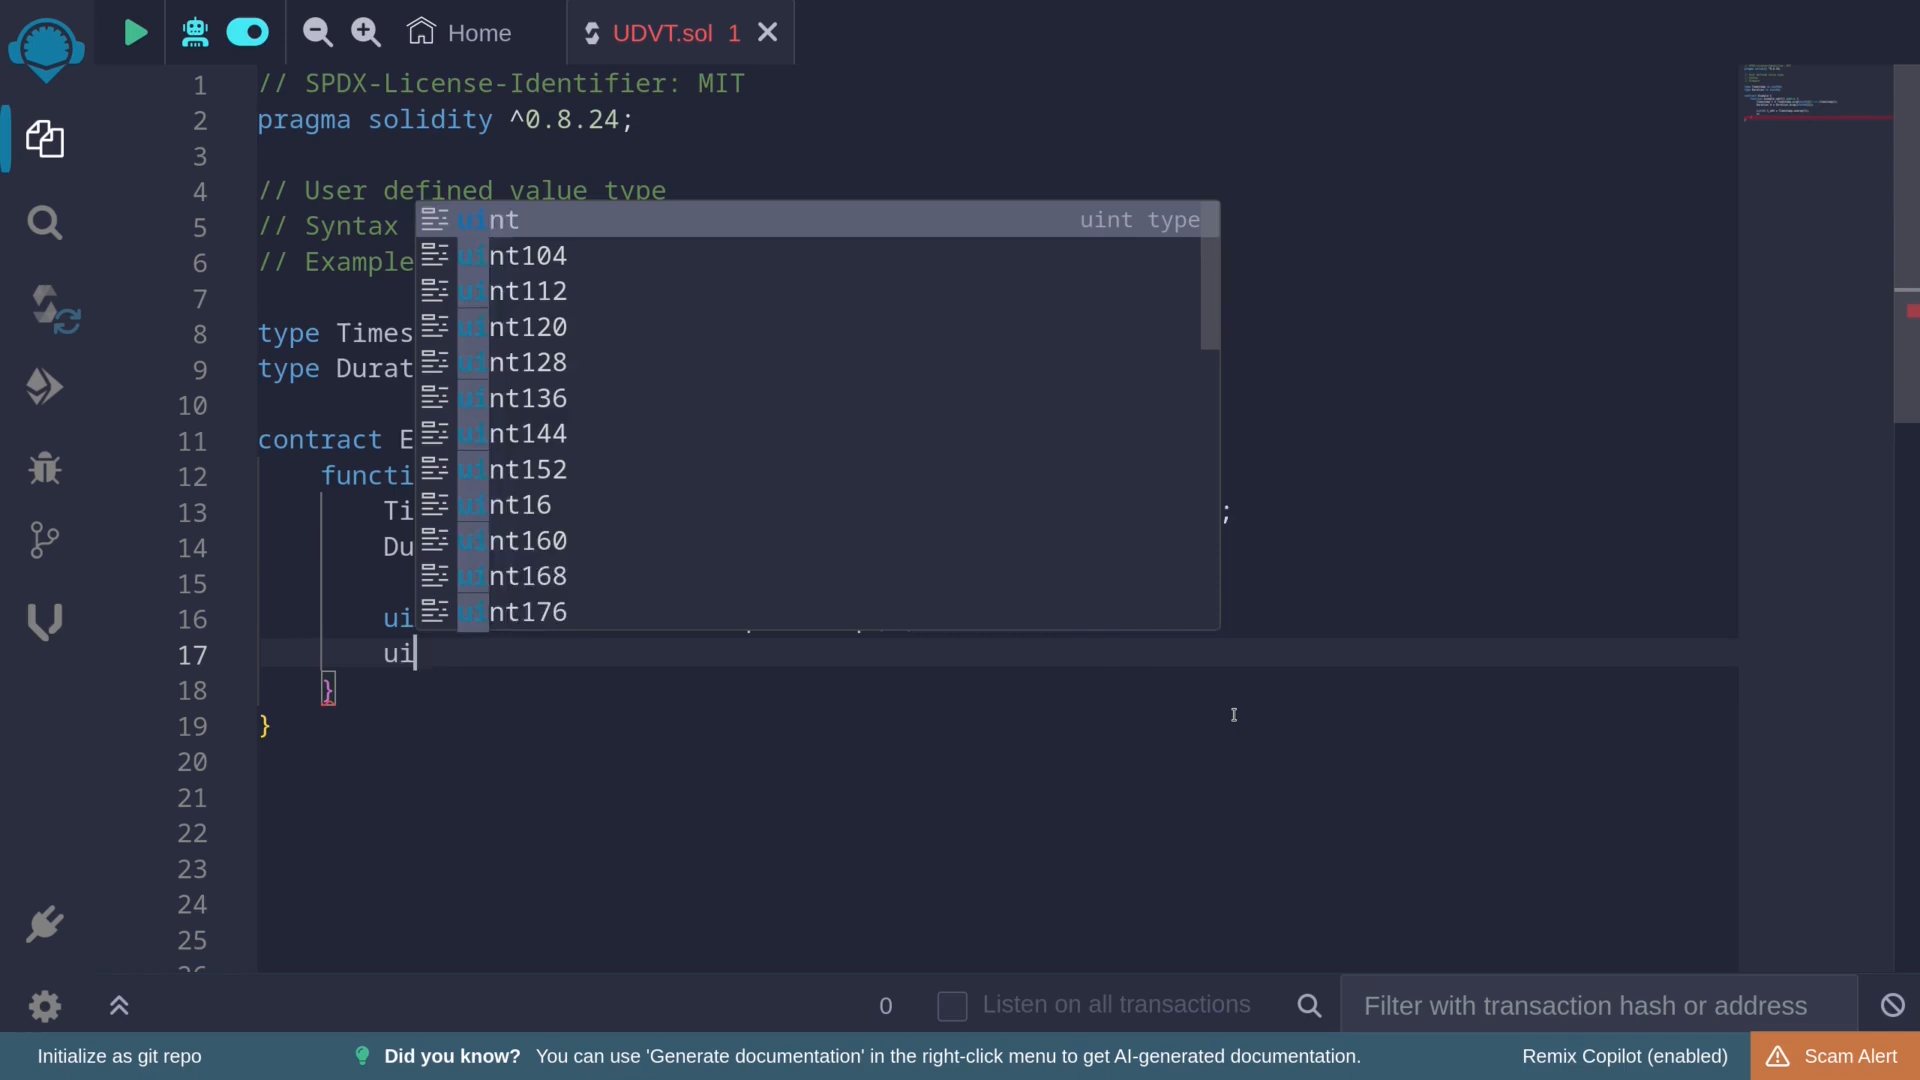 Home
UDVT.sol 1
1 // SPDX-License-Identifier: MIT
2 pragma solidity ^0.8.24;
3
4 // User defined value type
5 // Syntax
6 // Example
7
8 type Times
9 type Durat
10
11 contract E
12 functi
13 Ti ;
14 Du
15
16 ui
17 ui
18 }
19 }
20
21
22
23
24
25
uint uint type
uint104
uint112
uint120
uint128
uint136
uint144
uint152
uint16
uint160
uint168
uint176
0 Listen on all transactions Filter with transaction hash or address
Initialize as git repo Did you know? You can use 'Generate documentation' in the right-click menu to get AI-generated documentation. Remix Copilot (enabled) Scam Alert